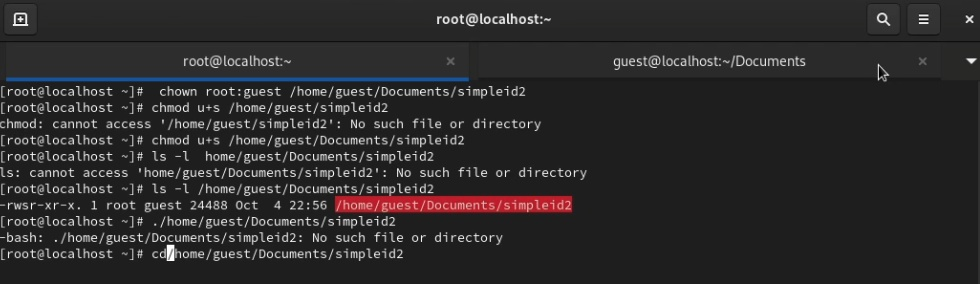 root@localhost:~
root@localhost:~
guest@localhost:~/Documents
[root@localhost ~]#  chown root:guest /home/guest/Documents/simpleid2
[root@localhost ~]# chmod u+s /home/guest/simpleid2
chmod: cannot access '/home/guest/simpleid2': No such file or directory
[root@localhost ~]# chmod u+s /home/guest/Documents/simpleid2
[root@localhost ~]# ls -l  home/guest/Documents/simpleid2
ls: cannot access 'home/guest/Documents/simpleid2': No such file or directory
[root@localhost ~]# ls -l /home/guest/Documents/simpleid2
-rwsr-xr-x. 1 root guest 24488 Oct  4 22:56 /home/guest/Documents/simpleid2
[root@localhost ~]# ./home/guest/Documents/simpleid2
-bash: ./home/guest/Documents/simpleid2: No such file or directory
[root@localhost ~]# cd/home/guest/Documents/simpleid2